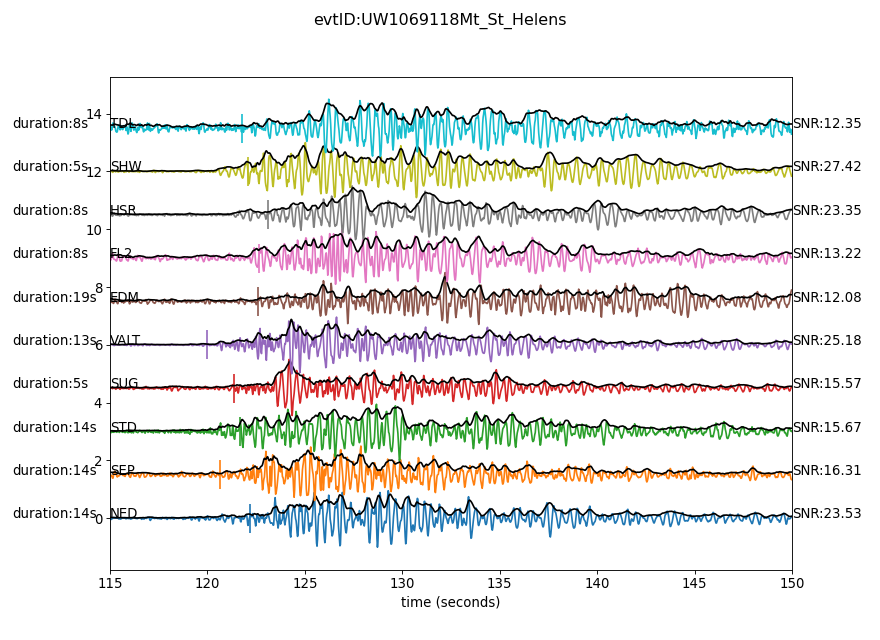 evtID:UW1069118Mt_St_Helens
14
duration:8s TDL SNR:12.35
duration:5s SHW SNR:27.42
12
duration:8s HSR SNR:23.35
10
duration:8s FL2 SNR:13.22
8
duration:19s EDM SNR:12.08
duration:13s VALT SNR:25.18
6
duration:5s SUG SNR:15.57
4
duration:14s STD SNR:15.67
2
duration:14s SEP SNR:16.31
duration:14s NED SNR:23.53
0
115 120 125 130 135 140 145 150
time (seconds)